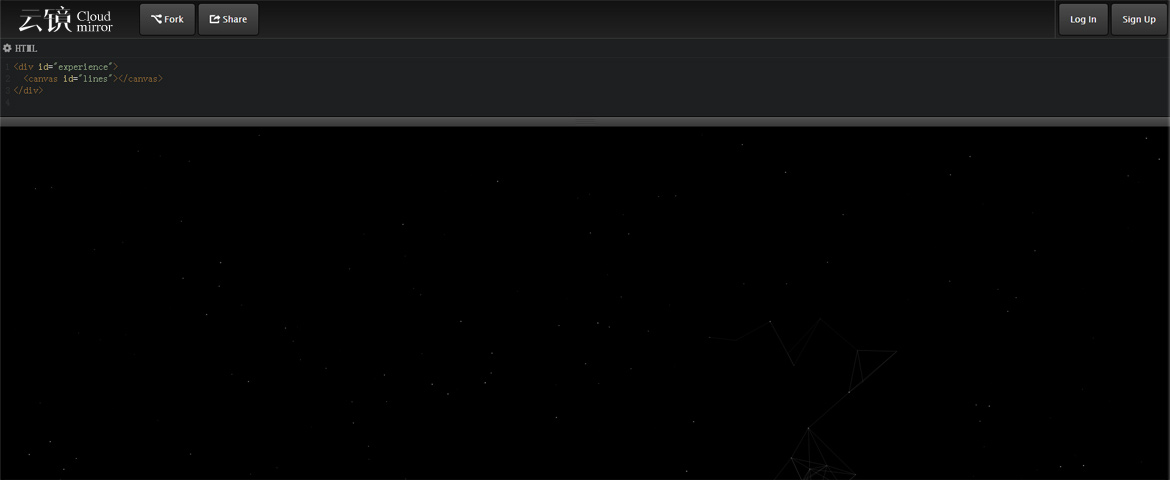 云镜 Cloud mirror
Fork
Share
Log In
Sign Up
HTML
1 <div id="experience">
2 <canvas id="lines"></canvas>
3 </div>
4